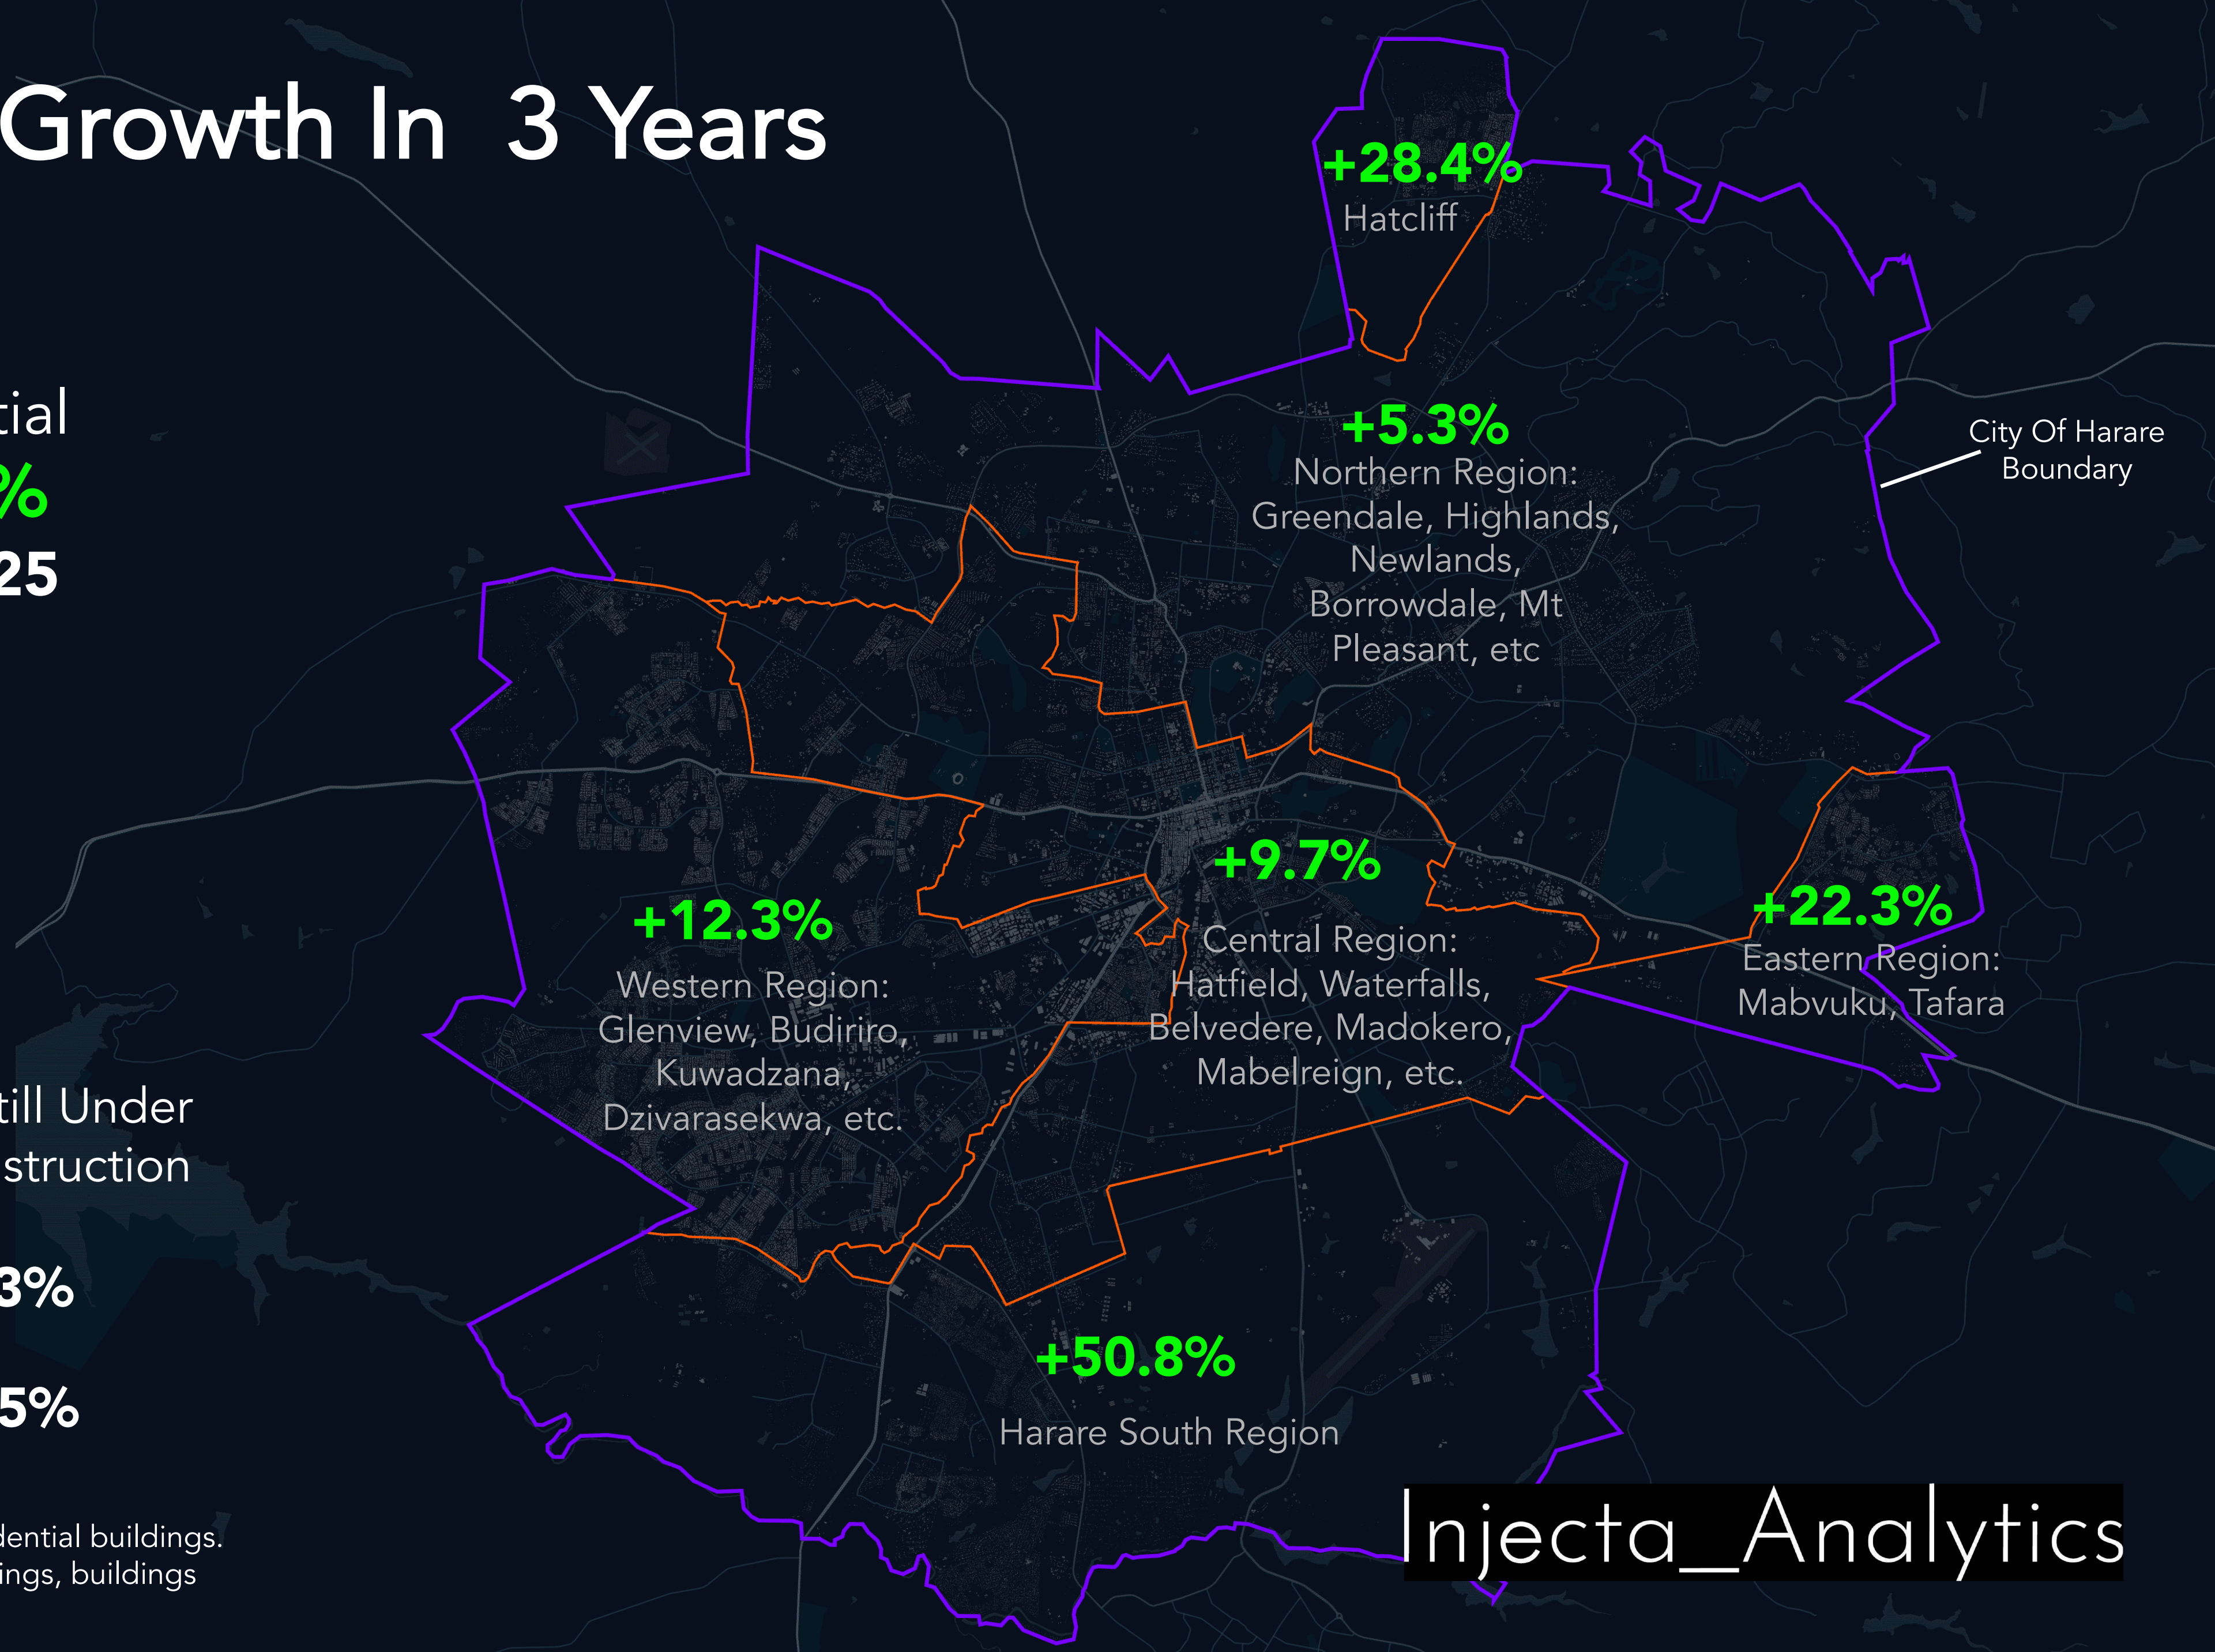 Growth In 3 Years
tial
%
25
till Under
struction
3%
5%
dential buildings.
ings, buildings
+28.4%
Hatcliff
+5.3%
Northern Region:
Greendale, Highlands,
Newlands,
Borrowdale, Mt
Pleasant, etc
City Of Harare
Boundary
+9.7%
Central Region:
Hatfield, Waterfalls,
Belvedere, Madokero,
Mabelreign, etc.
+12.3%
Western Region:
Glenview, Budiriro,
Kuwadzana,
Dzivarasekwa, etc.
+22.3%
Eastern Region:
Mabvuku, Tafara
+50.8%
Harare South Region
Injecta_Analytics